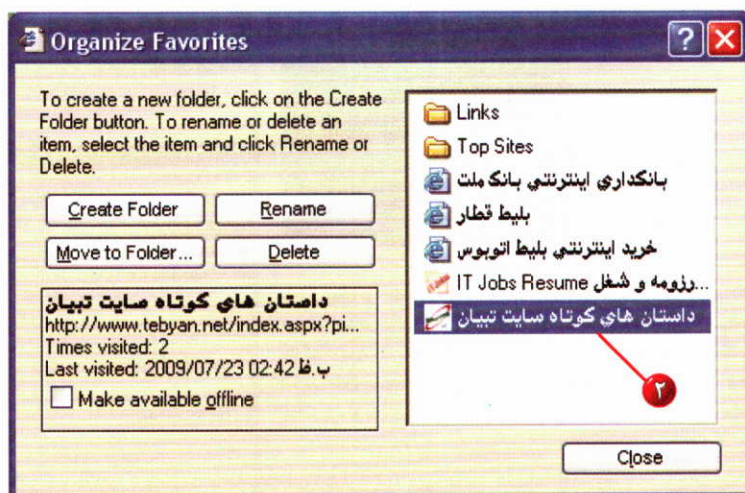 Organize Favorites
To create a new folder, click on the Create
Folder button. To rename or delete an
item, select the item and click Rename or
Delete.
Create Folder
Rename
Move to Folder...
Delete
داستان های کوتاه سایت تبیان
http://www.tebyan.net/index.aspx?pi...
Times visited: 2
Last visited: 2009/07/23 02:42 ب.ظ
Make available offline
Links
Top Sites
بانکداری اینترنتی بانک ملت
بلیط قطار
خرید اینترنتی بلیط اتوبوس
IT Jobs Resume رزومه و شغل...
داستان های کوتاه سایت تبیان
۲
Close